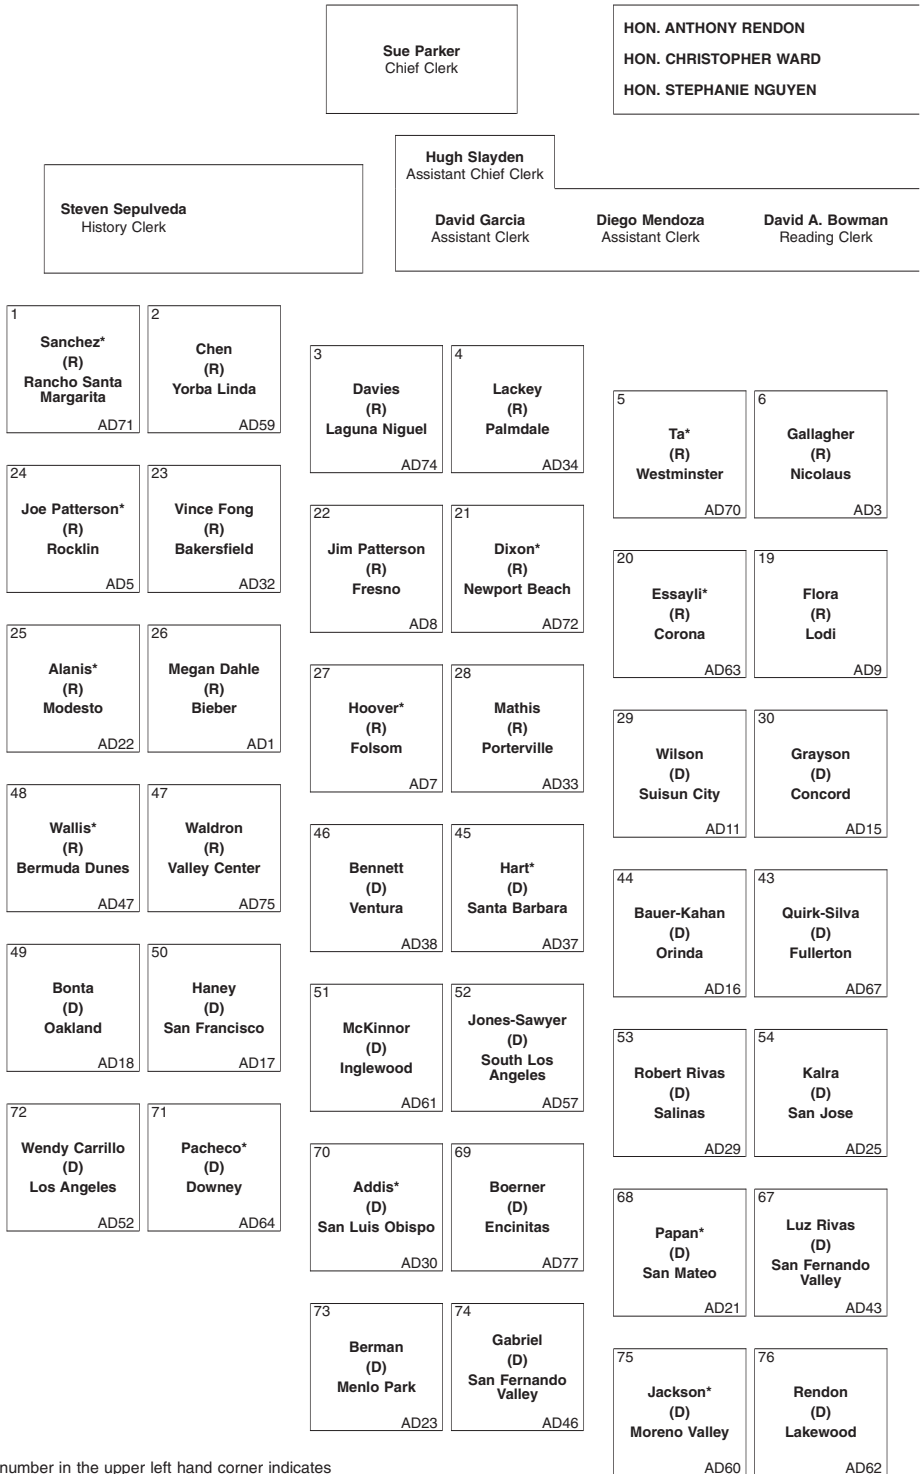 Sue Parker
Chief Clerk
HON. ANTHONY RENDON
HON. CHRISTOPHER WARD
HON. STEPHANIE NGUYEN
Hugh Slayden
Assistant Chief Clerk
Steven Sepulveda
History Clerk
David Garcia
Assistant Clerk
Diego Mendoza
Assistant Clerk
David A. Bowman
Reading Clerk
1
Sanchez*
(R)
Rancho Santa
Margarita
AD71
2
Chen
(R)
Yorba Linda
AD59
3
Davies
(R)
Laguna Niguel
AD74
4
Lackey
(R)
Palmdale
AD34
5
Ta*
(R)
Westminster
AD70
6
Gallagher
(R)
Nicolaus
AD3
24
Joe Patterson*
(R)
Rocklin
AD5
23
Vince Fong
(R)
Bakersfield
AD32
22
Jim Patterson
(R)
Fresno
AD8
21
Dixon*
(R)
Newport Beach
AD72
20
Essayli*
(R)
Corona
AD63
19
Flora
(R)
Lodi
AD9
25
Alanis*
(R)
Modesto
AD22
26
Megan Dahle
(R)
Bieber
AD1
27
Hoover*
(R)
Folsom
AD7
28
Mathis
(R)
Porterville
AD33
29
Wilson
(D)
Suisun City
AD11
30
Grayson
(D)
Concord
AD15
48
Wallis*
(R)
Bermuda Dunes
AD47
47
Waldron
(R)
Valley Center
AD75
46
Bennett
(D)
Ventura
AD38
45
Hart*
(D)
Santa Barbara
AD37
44
Bauer-Kahan
(D)
Orinda
AD16
43
Quirk-Silva
(D)
Fullerton
AD67
49
Bonta
(D)
Oakland
AD18
50
Haney
(D)
San Francisco
AD17
51
McKinnor
(D)
Inglewood
AD61
52
Jones-Sawyer
(D)
South Los
Angeles
AD57
53
Robert Rivas
(D)
Salinas
AD29
54
Kalra
(D)
San Jose
AD25
72
Wendy Carrillo
(D)
Los Angeles
AD52
71
Pacheco*
(D)
Downey
AD64
70
Addis*
(D)
San Luis Obispo
AD30
69
Boerner
(D)
Encinitas
AD77
68
Papan*
(D)
San Mateo
AD21
67
Luz Rivas
(D)
San Fernando
Valley
AD43
73
Berman
(D)
Menlo Park
AD23
74
Gabriel
(D)
San Fernando
Valley
AD46
75
Jackson*
(D)
Moreno Valley
AD60
76
Rendon
(D)
Lakewood
AD62
number in the upper left hand corner indicates